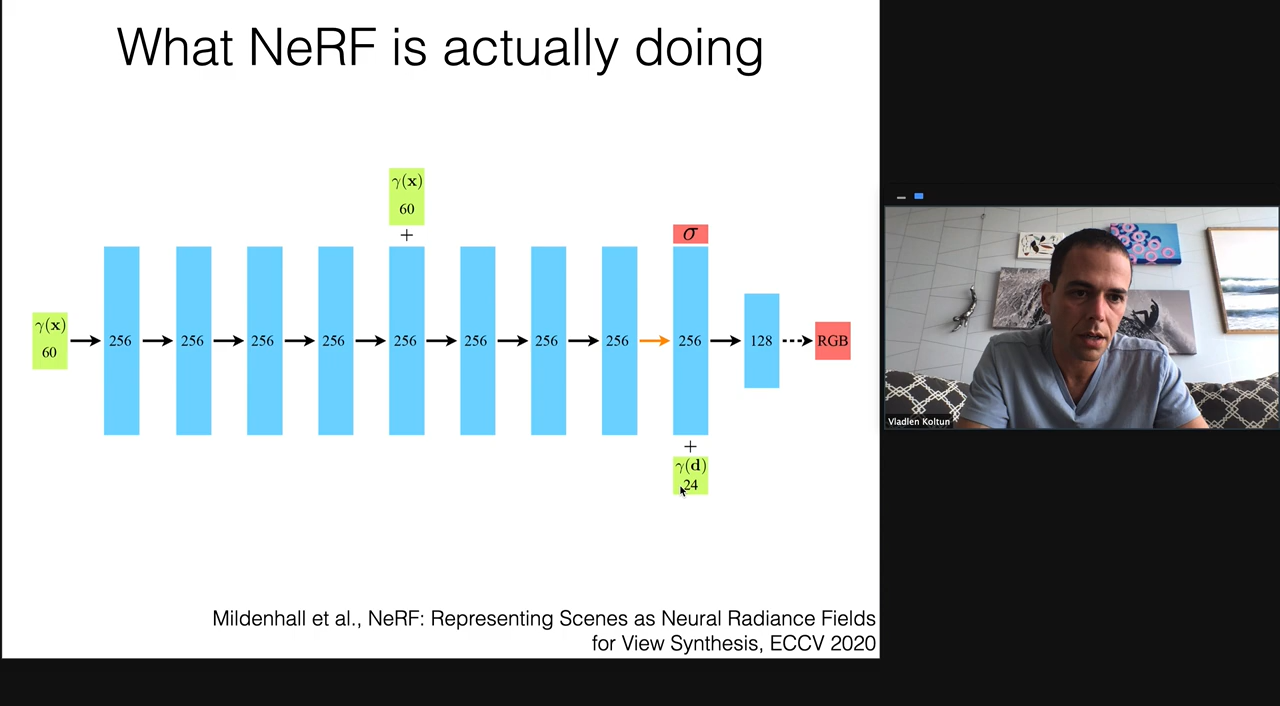 What NeRF is actually doing
γ(x)
60
+
σ
γ(x)
60
256
256
256
256
256
256
256
256
256
128
RGB
+
γ(d)
24
Mildenhall et al., NeRF: Representing Scenes as Neural Radiance Fields
for View Synthesis, ECCV 2020
Vladlen Koltun